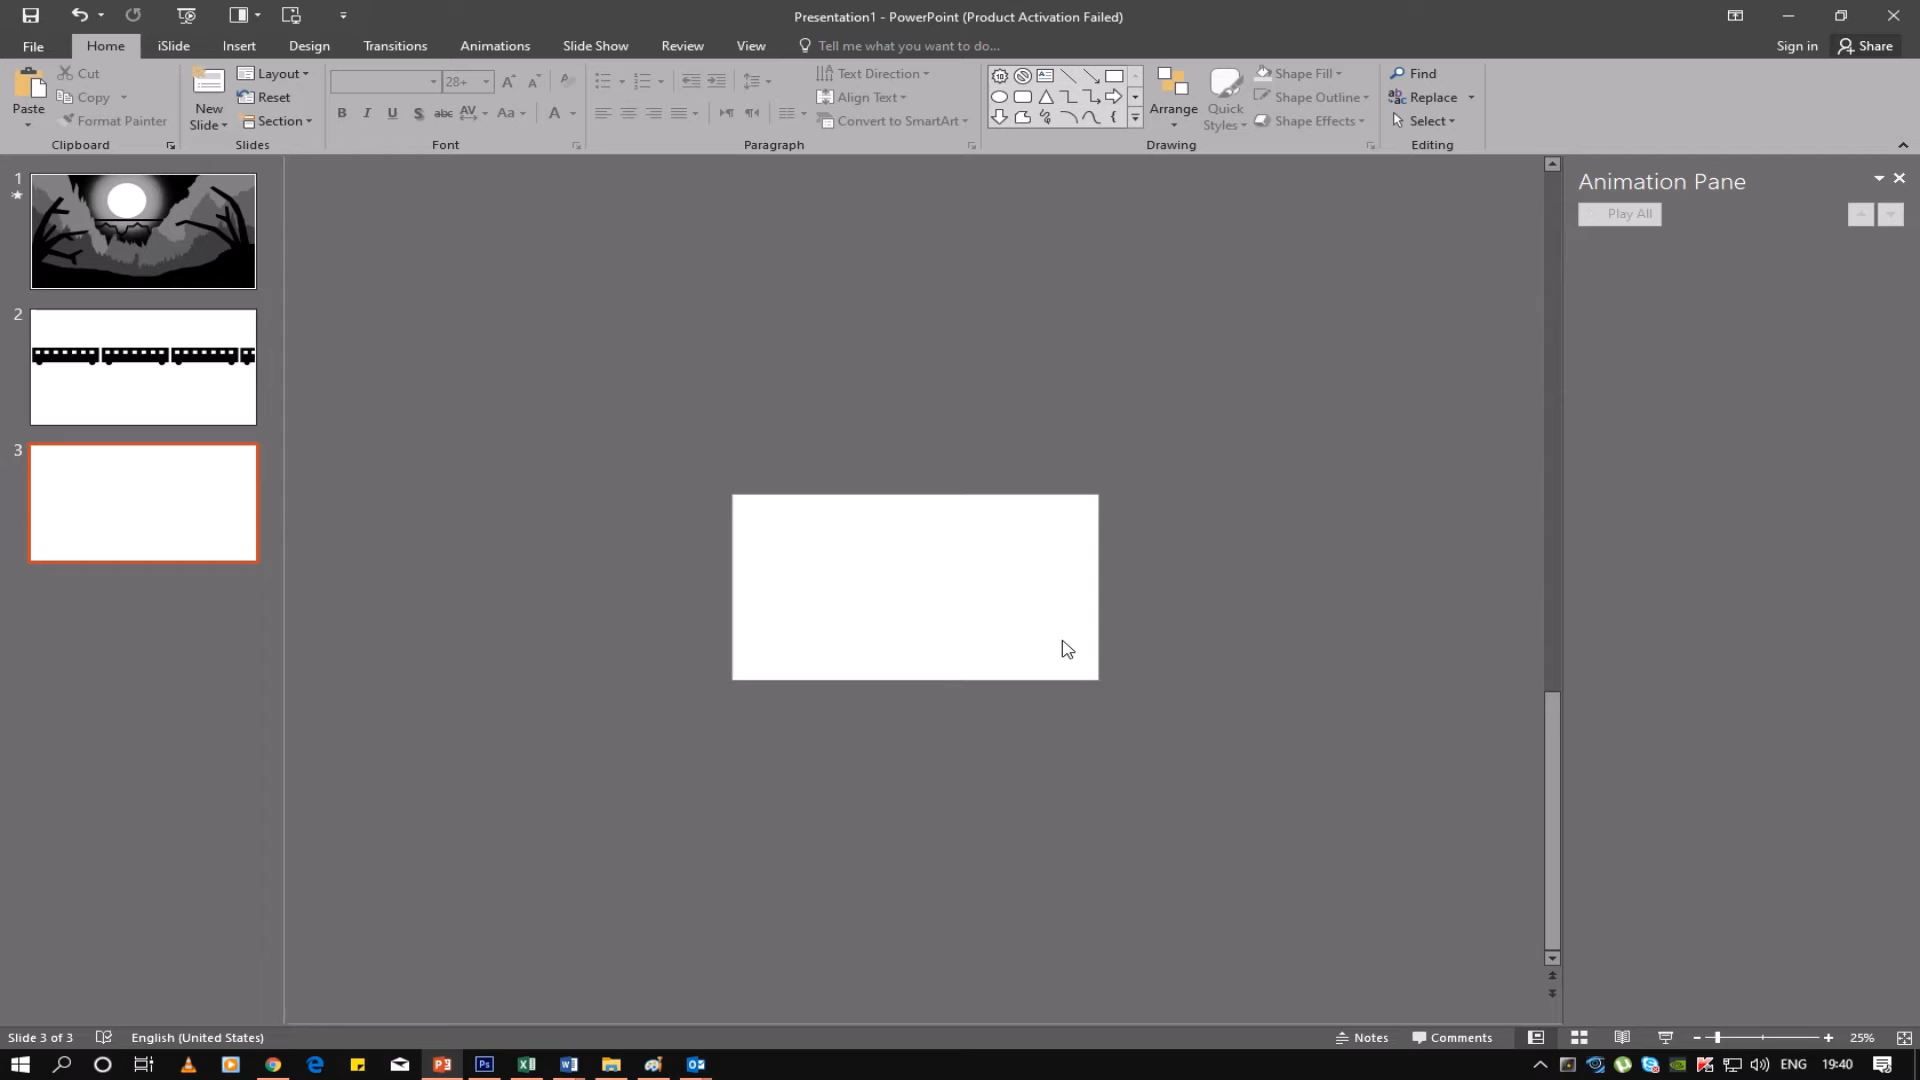 Presentation1 - PowerPoint (Product Activation Failed)
File Home iSlide Insert Design Transitions Animations Slide Show Review View Tell me what you want to do... Sign in Share
Paste
Cut
Copy
Format Painter
Clipboard
New Slide
Layout
Reset
Section
Slides
28+
B I U S abc AV Aa A
Font
Text Direction
Align Text
Convert to SmartArt
Paragraph
Arrange
Quick Styles
Shape Fill
Shape Outline
Shape Effects
Drawing
Find
Replace
Select
Editing
1
2
3
Animation Pane
Play All
Slide 3 of 3 English (United States) Notes Comments 25%
ENG 19:40